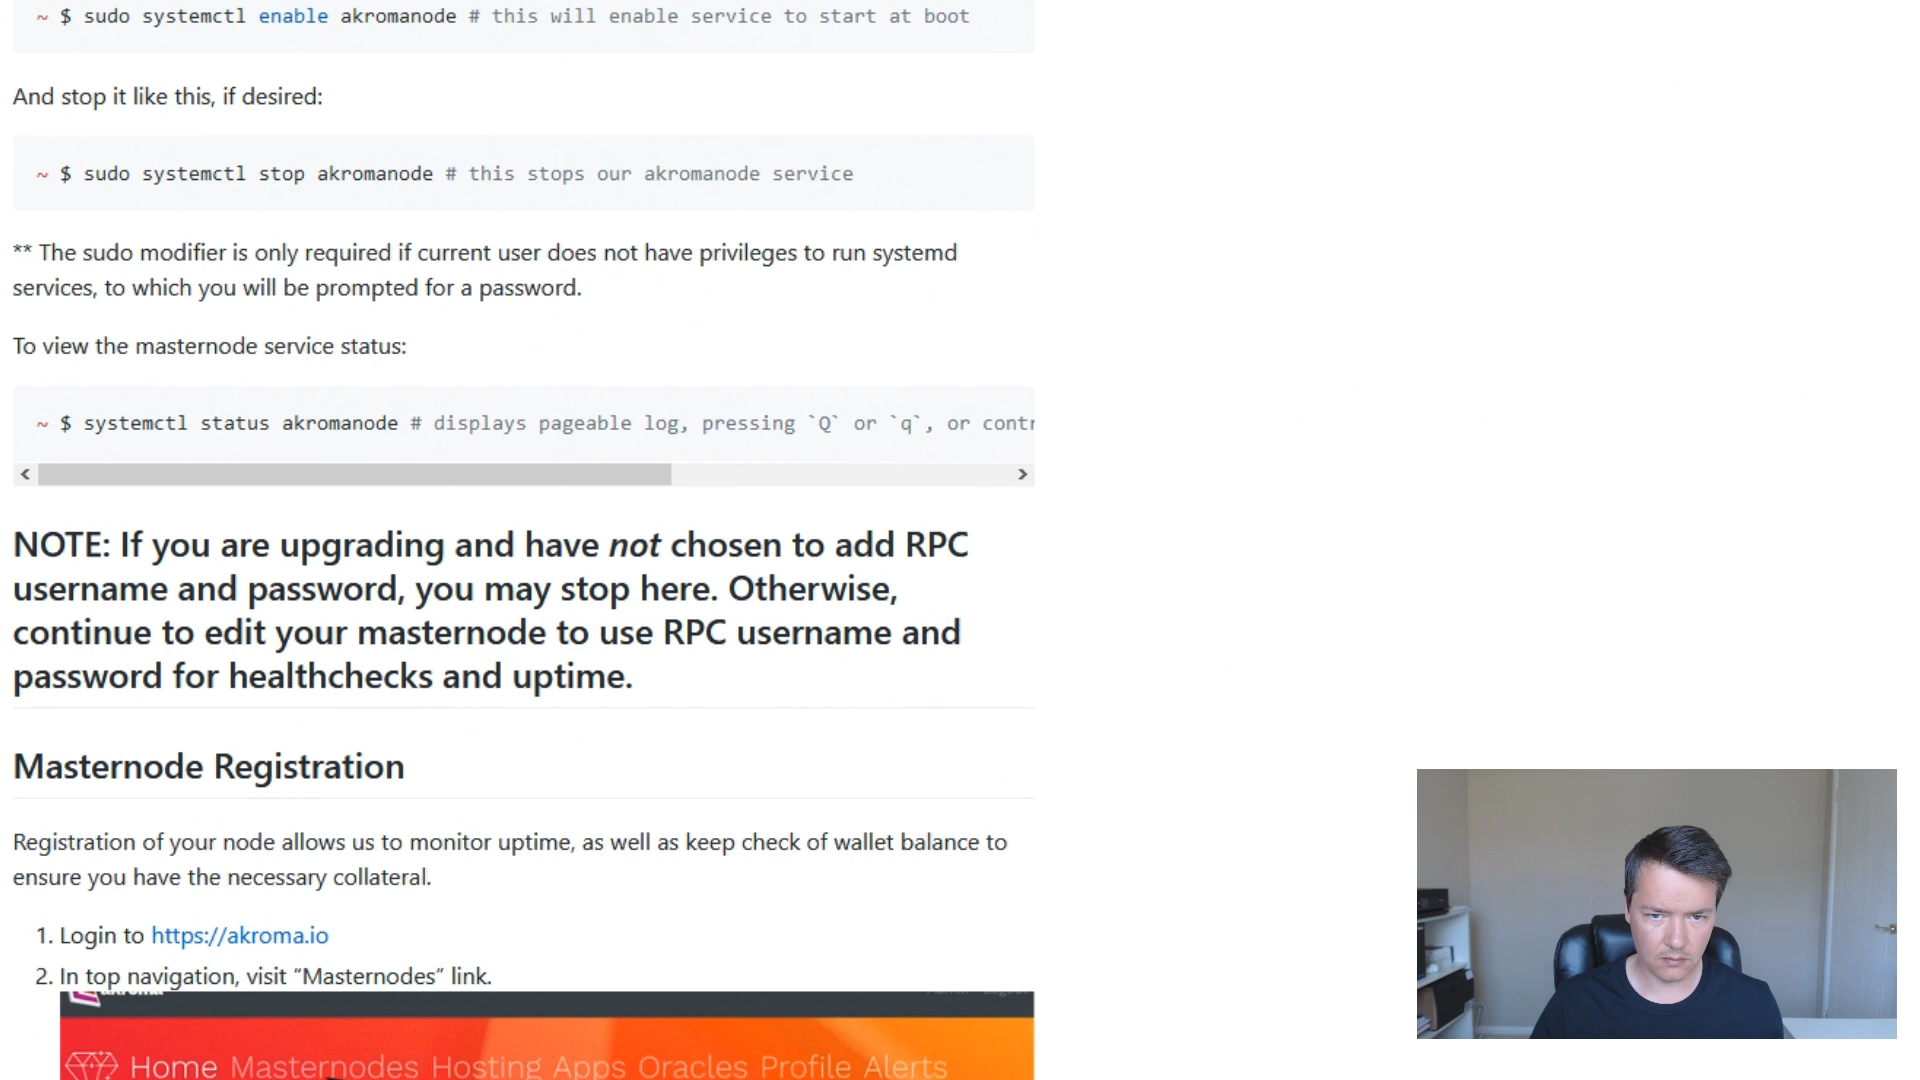 ~ $ sudo systemctl enable akromanode # this will enable service to start at boot
And stop it like this, if desired:
~ $ sudo systemctl stop akromanode # this stops our akromanode service
** The sudo modifier is only required if current user does not have privileges to run systemd
services, to which you will be prompted for a password.
To view the masternode service status:
~ $ systemctl status akromanode # displays pageable log, pressing `Q` or `q`, or contr
NOTE: If you are upgrading and have not chosen to add RPC
username and password, you may stop here. Otherwise,
continue to edit your masternode to use RPC username and
password for healthchecks and uptime.
Masternode Registration
Registration of your node allows us to monitor uptime, as well as keep check of wallet balance to
ensure you have the necessary collateral.
1. Login to https://akroma.io
2. In top navigation, visit “Masternodes” link.
Home Masternodes Hosting Apps Oracles Profile Alerts